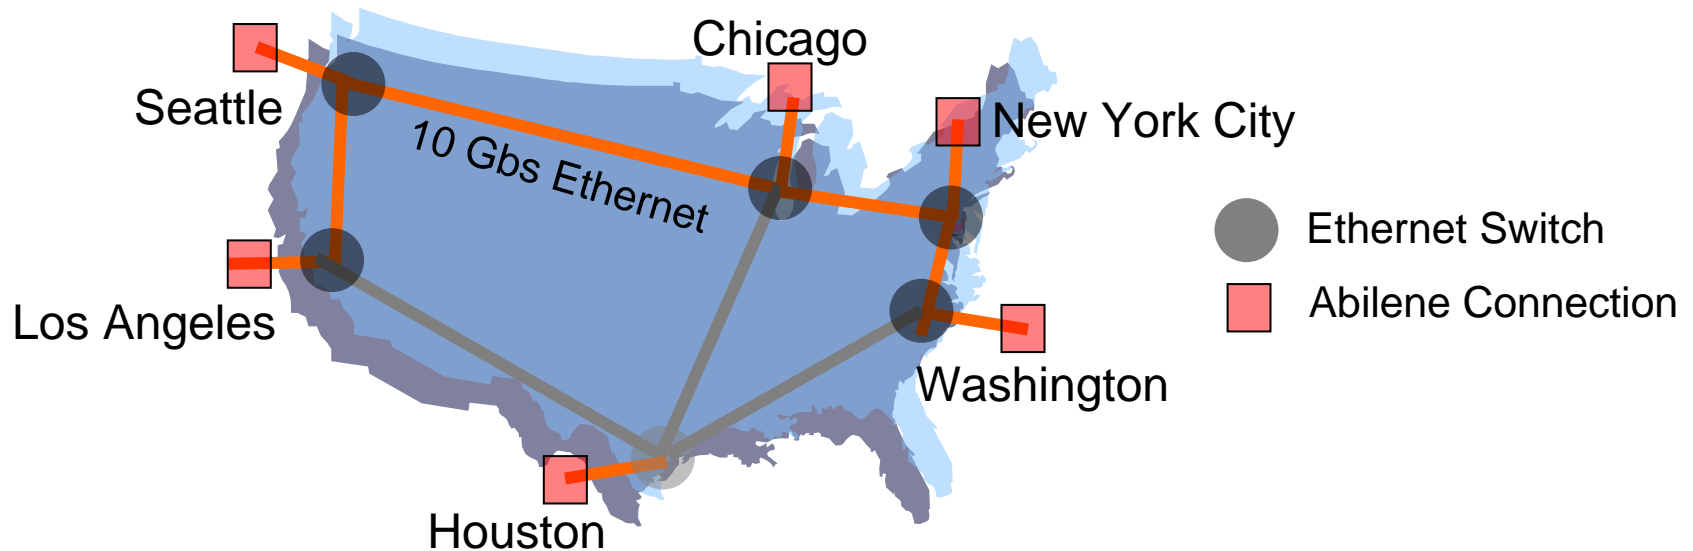 Chicago
Seattle
New York City
10 Gbs Ethernet
Ethernet Switch
Los Angeles
Abilene Connection
Washington
Houston